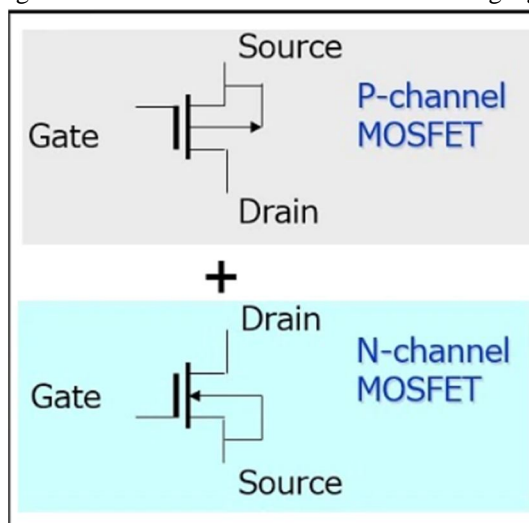 Source
P-channel
MOSFET
Gate
Drain
+
Drain
N-channel
MOSFET
Gate
Source